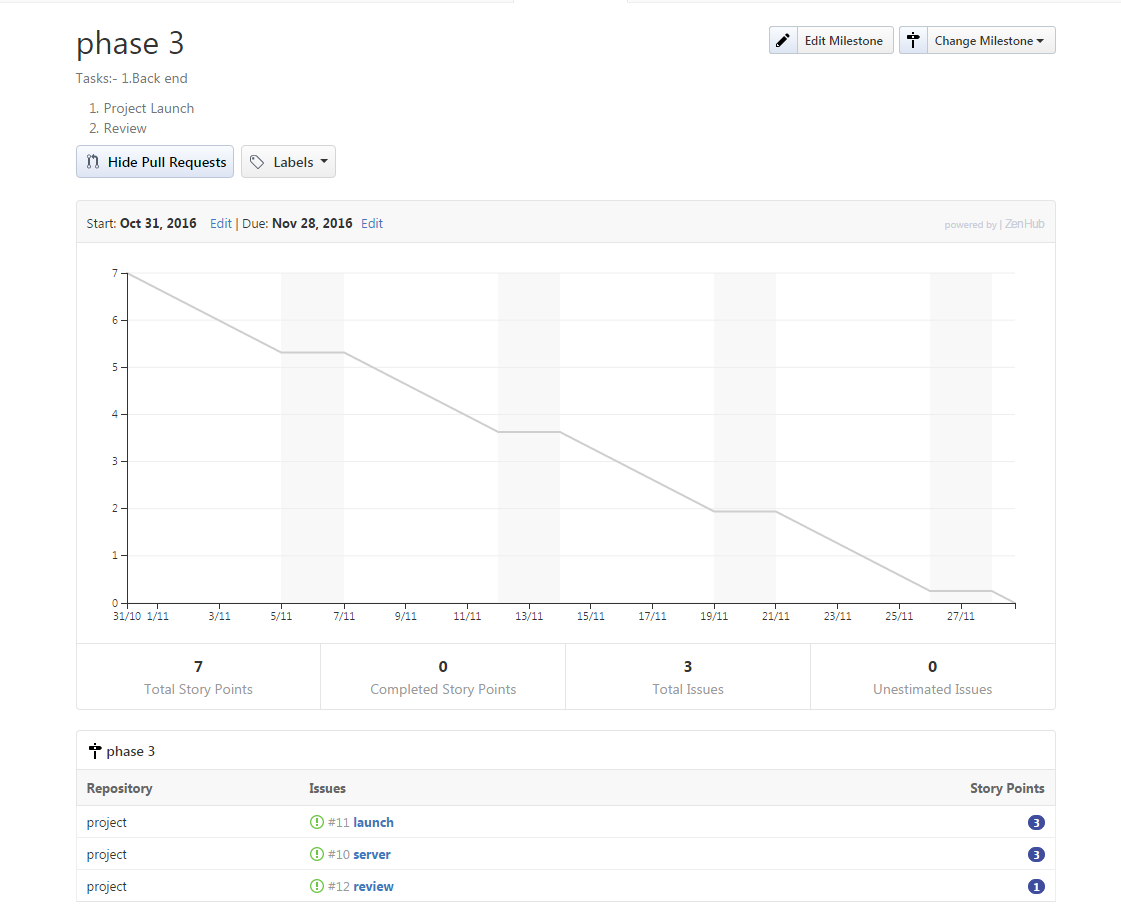 phase 3
Edit Milestone
Change Milestone
Tasks:- 1.Back end
1. Project Launch
2. Review
Hide Pull Requests
Labels
Start: Oct 31, 2016 Edit | Due: Nov 28, 2016 Edit
powered by | ZenHub
7
6
5
4
3
2
1
0
31/10 1/11 3/11 5/11 7/11 9/11 11/11 13/11 15/11 17/11 19/11 21/11 23/11 25/11 27/11
7 0 3 0
Total Story Points Completed Story Points Total Issues Unestimated Issues
phase 3
Repository Issues Story Points
project #11 launch 3
project #10 server 3
project #12 review 1